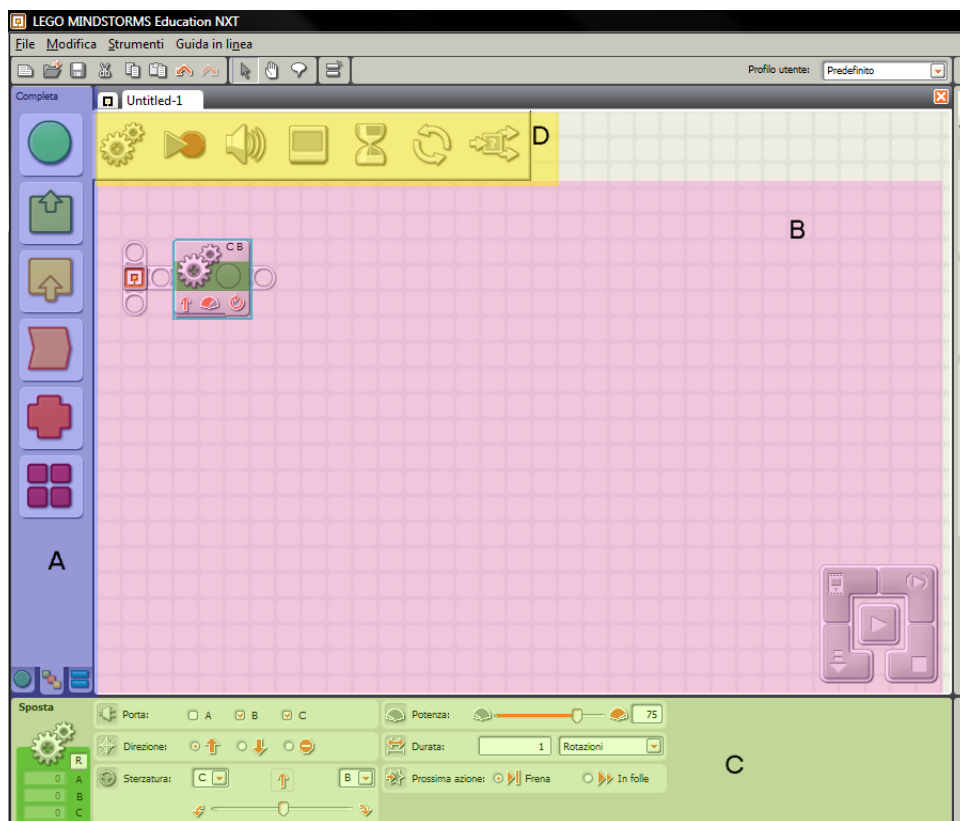 LEGO MINDSTORMS Education NXT
File Modifica Strumenti Guida in linea
Profilo utente: Predefinito
Completa
Untitled-1
D
B
C B
A
Sposta
Porta: A B C
Potenza: 75
Direzione:
Durata: 1 Rotazioni
R
Sterzatura: C B
Prossima azione: Frena In folle
C
0 A
0 B
0 C